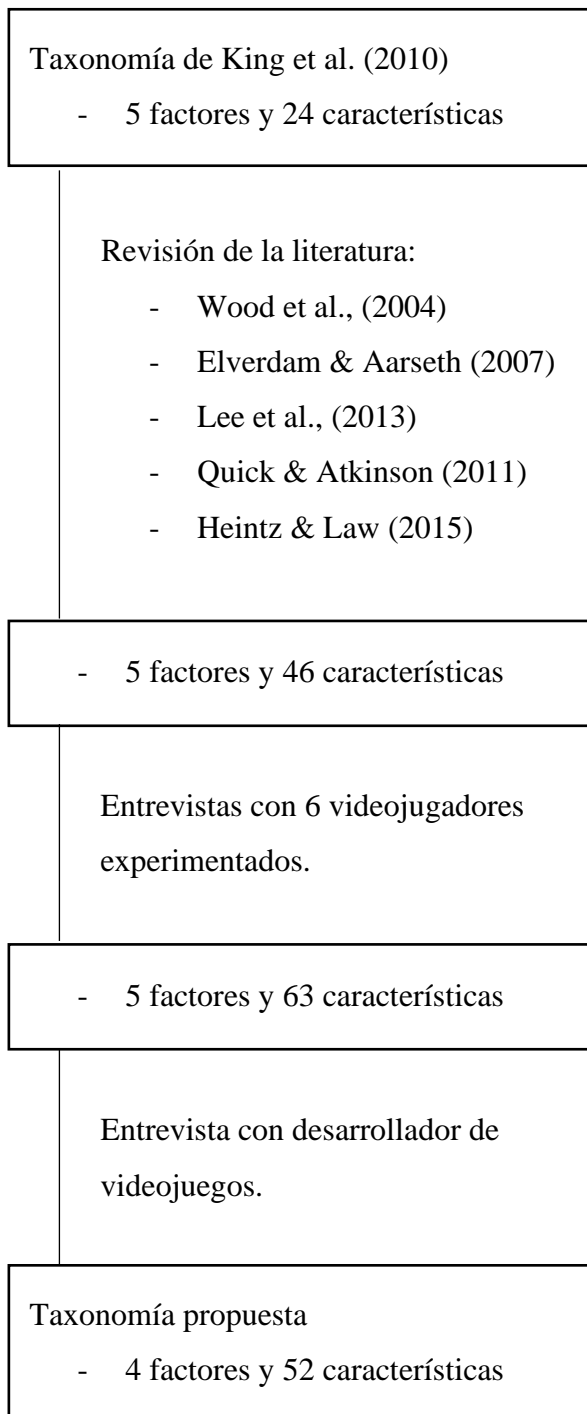 Taxonomía de King et al. (2010)
- 5 factores y 24 características
Revisión de la literatura:
- Wood et al., (2004)
- Elverdam & Aarseth (2007)
- Lee et al., (2013)
- Quick & Atkinson (2011)
- Heintz & Law (2015)
- 5 factores y 46 características
Entrevistas con 6 videojugadores
experimentados.
- 5 factores y 63 características
Entrevista con desarrollador de
videojuegos.
Taxonomía propuesta
- 4 factores y 52 características